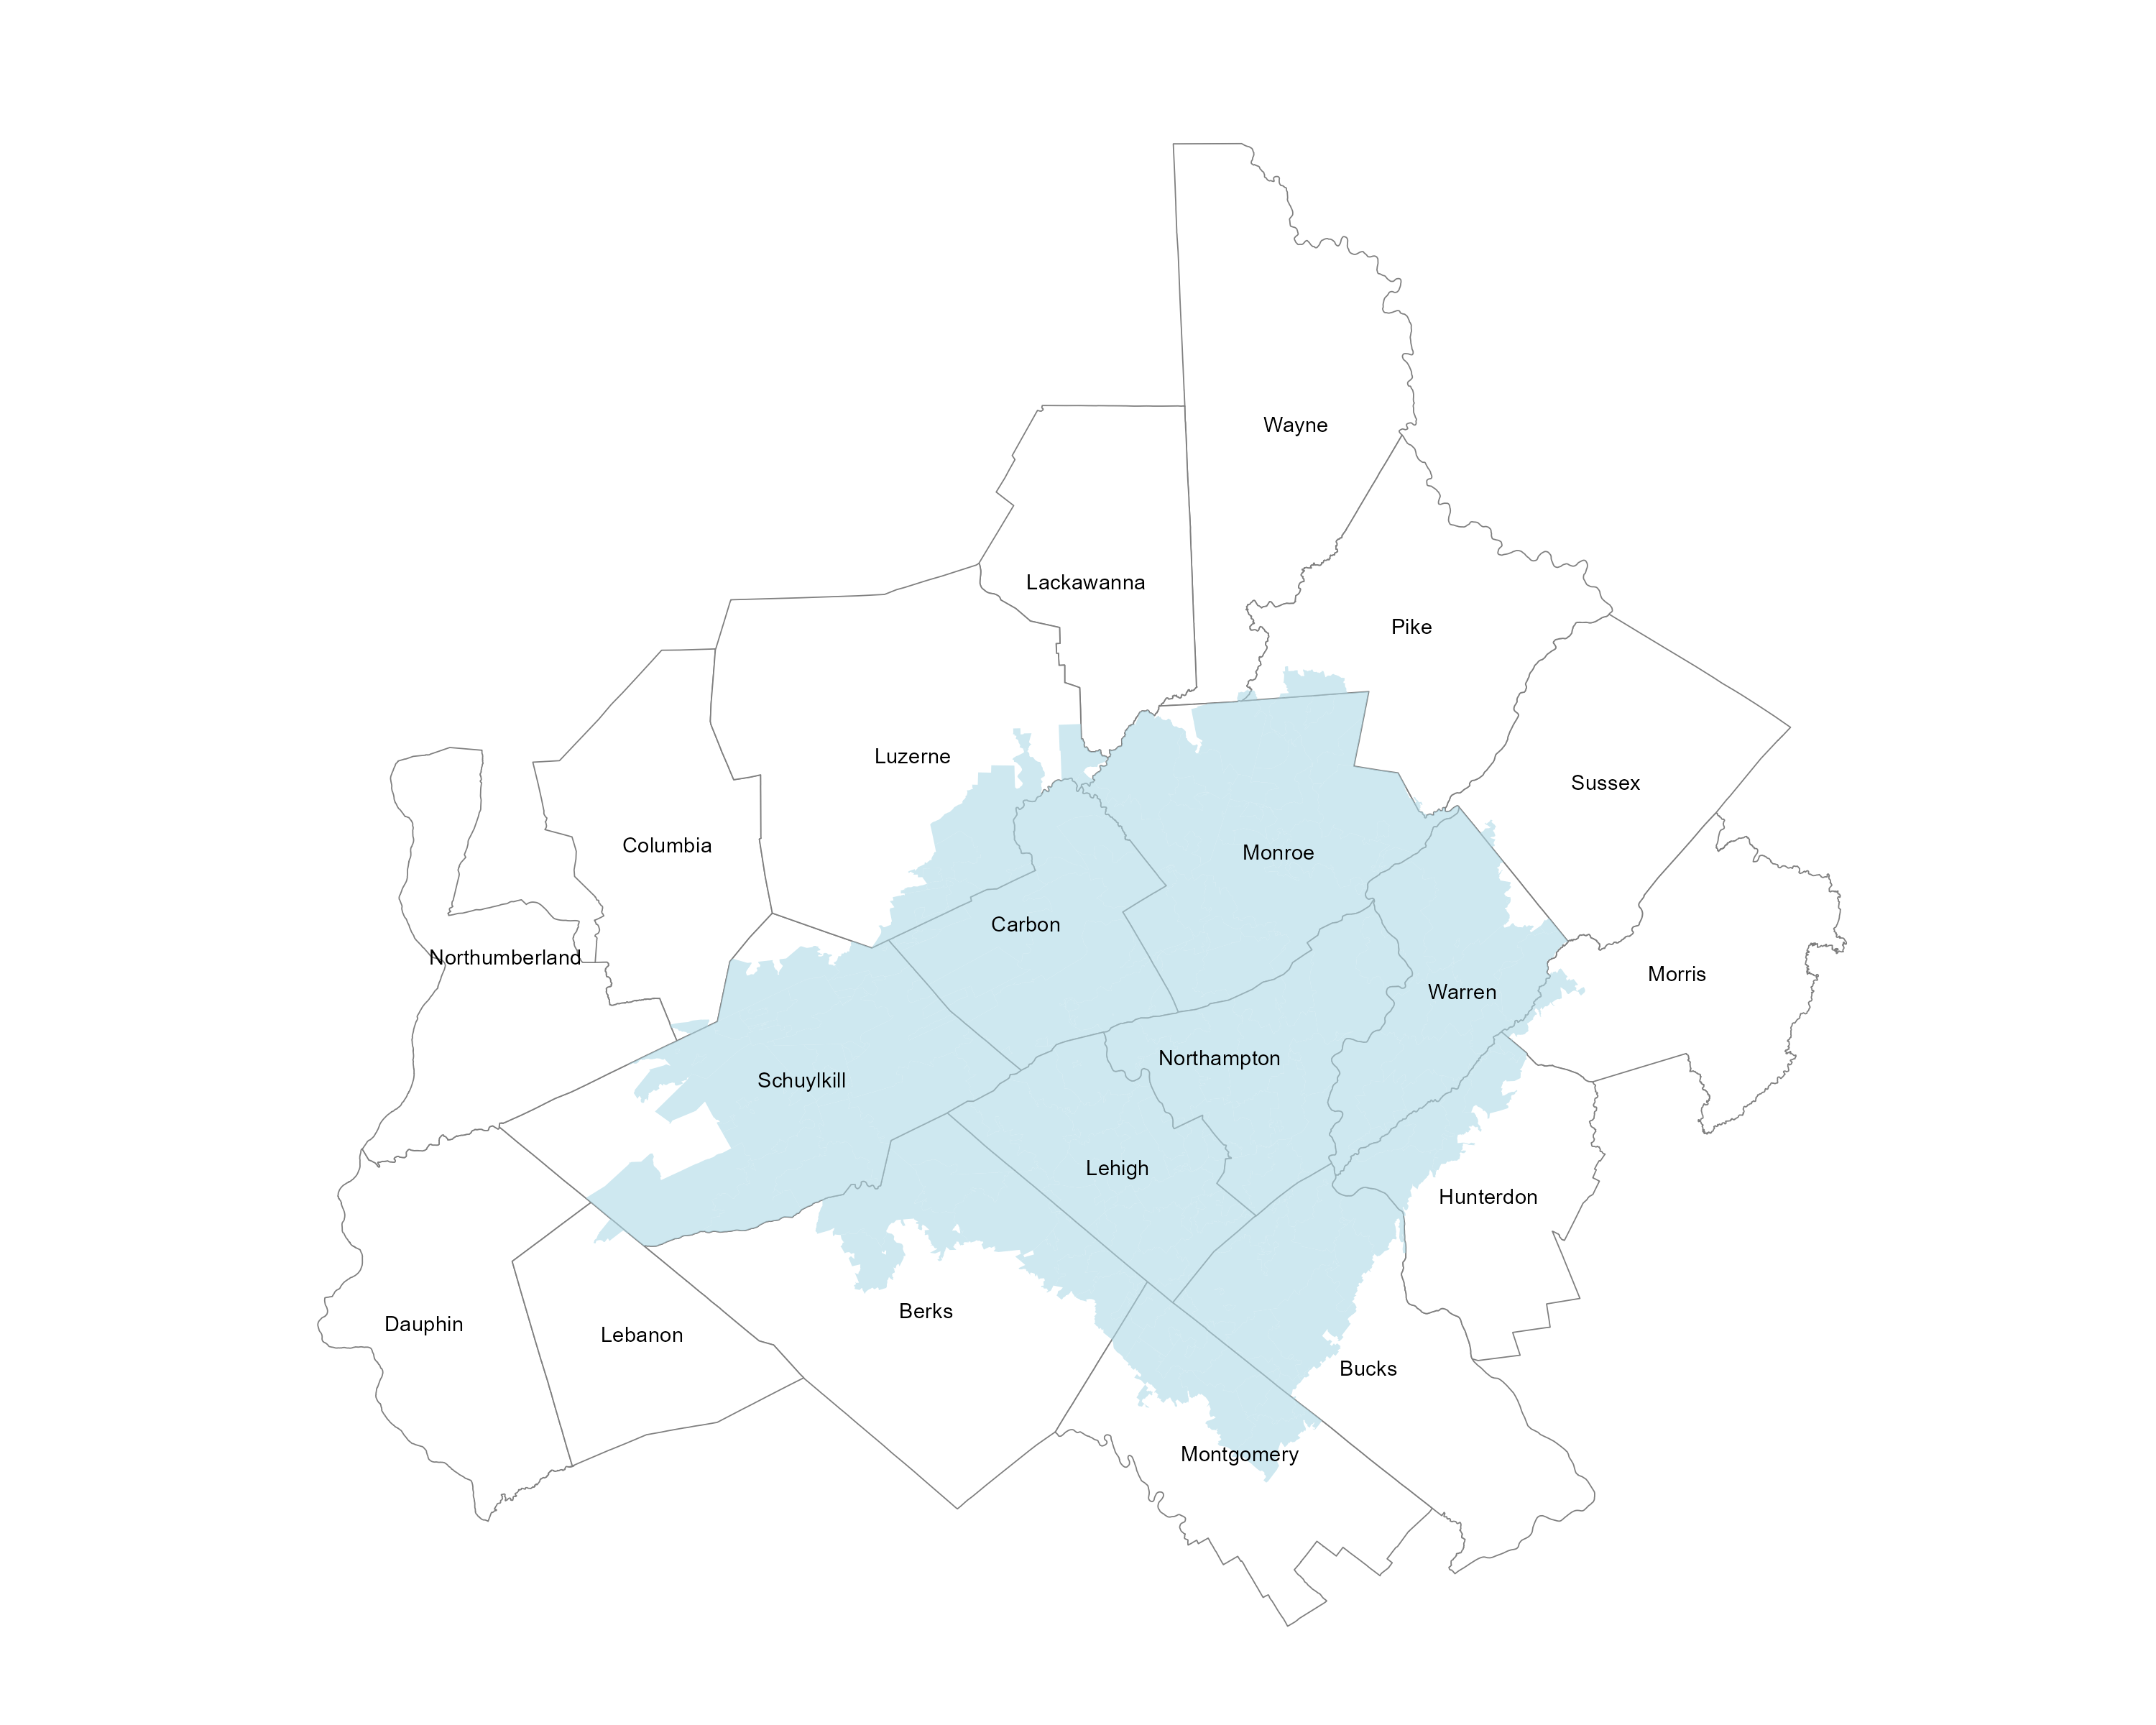 Wayne
Lackawanna
Pike
Luzerne
Sussex
Columbia
Monroe
Carbon
Northumberland
Morris
Warren
Northampton
Schuylkill
Lehigh
Hunterdon
Berks
Dauphin
Lebanon
Bucks
Montgomery